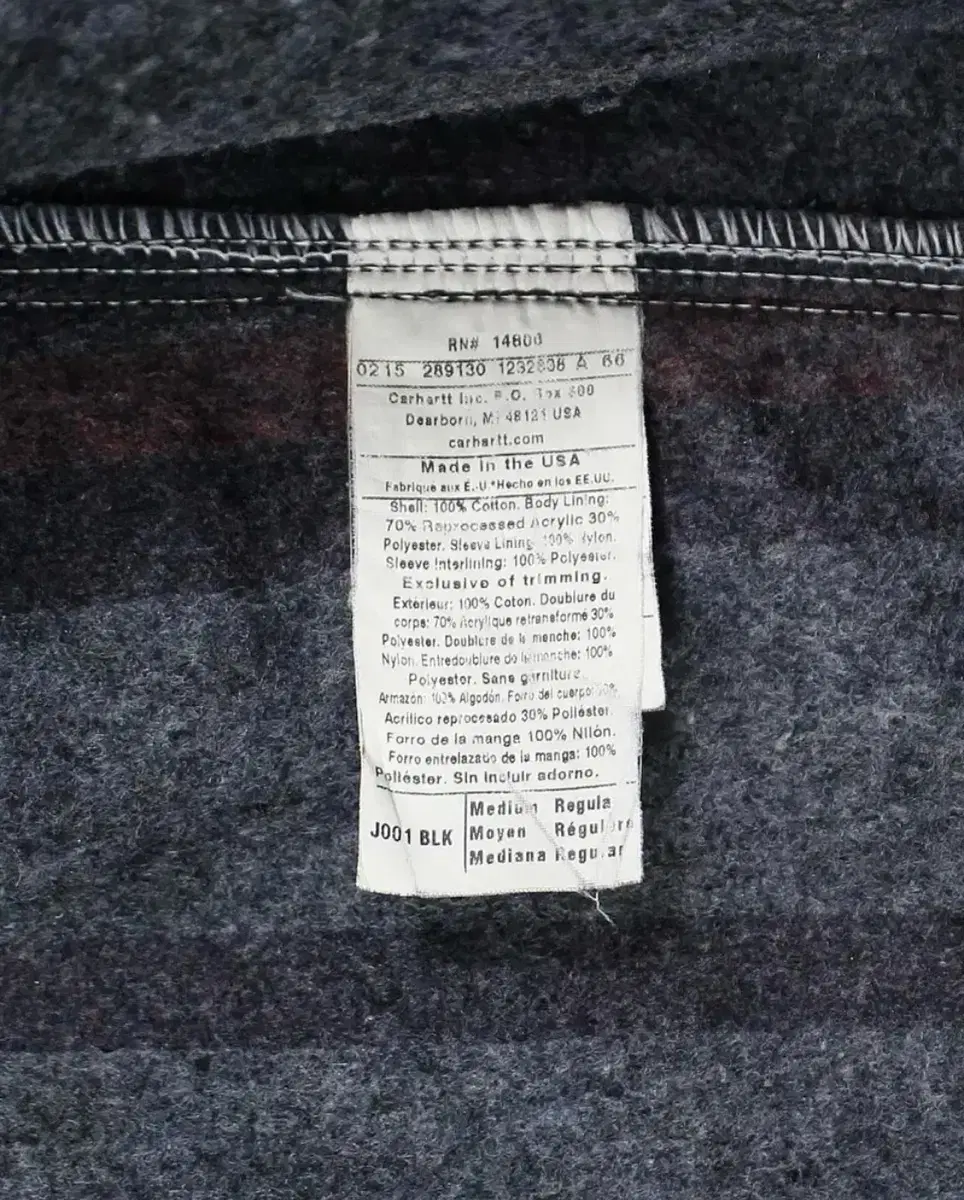 RN# 14806
0215 289130 1232838 A 66
Carhartt Inc. P.O. Box 600
Dearborn, MI 48121 USA
carhartt.com
Made in the USA
Fabriqué aux É.-U *Hecho en los EE.UU.
Shell: 100% Cotton. Body Lining:
70% Reprocessed Acrylic 30%
Polyester. Sleeve Lining: 100% Nylon.
Sleeve Interlining: 100% Polyester.
Exclusive of trimming.
Extérieur: 100% Coton. Doublure du
corps: 70% Acrylique retransformé 30%
Polyester. Doublure de la manche: 100%
Nylon. Entredoublure de la manche: 100%
Polyester. Sans garniture.
Armazón: 100% Algodón. Forro del cuerpo: 70%
Acrílico reprocesado 30% Poliéster.
Forro de la manga 100% Nilón.
Forro entrelazado de la manga: 100%
Poliéster. Sin incluir adorno.
J001 BLK
Medium Regula
Moyen Régulere
Mediana Regular